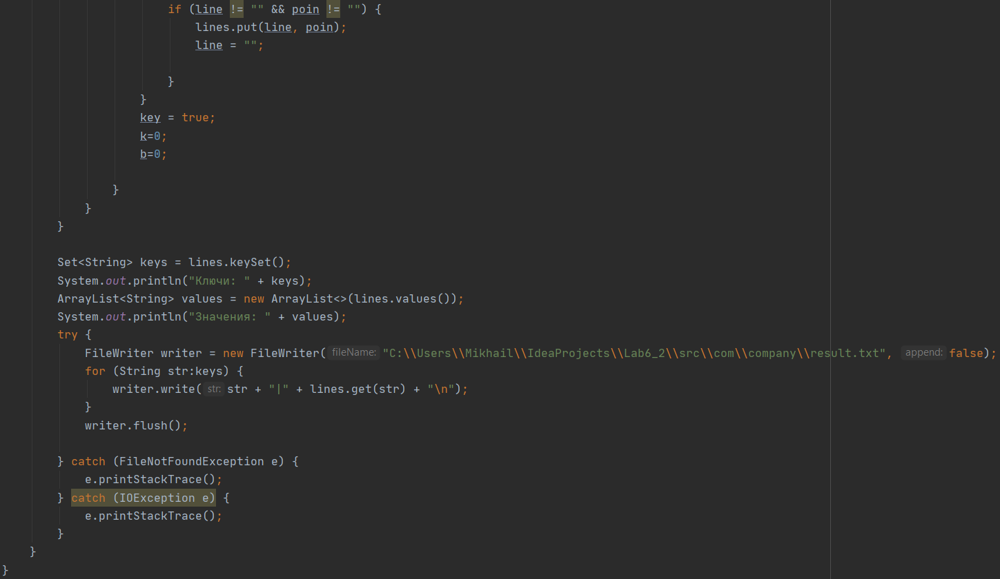 if (line != "" && poin != "") {
lines.put(line, poin);
line = "";
}
}
key = true;
k=0;
b=0;
}
}
}
Set<String> keys = lines.keySet();
System.out.println("Ключи: " + keys);
ArrayList<String> values = new ArrayList<>(lines.values());
System.out.println("Значения: " + values);
try {
FileWriter writer = new FileWriter( fileName: "C:\\Users\\Mikhail\\IdeaProjects\\Lab6_2\\src\\com\\company\\result.txt", append: false);
for (String str:keys) {
writer.write( str: str + "|" + lines.get(str) + "\n");
}
writer.flush();
} catch (FileNotFoundException e) {
e.printStackTrace();
} catch (IOException e) {
e.printStackTrace();
}
}
}